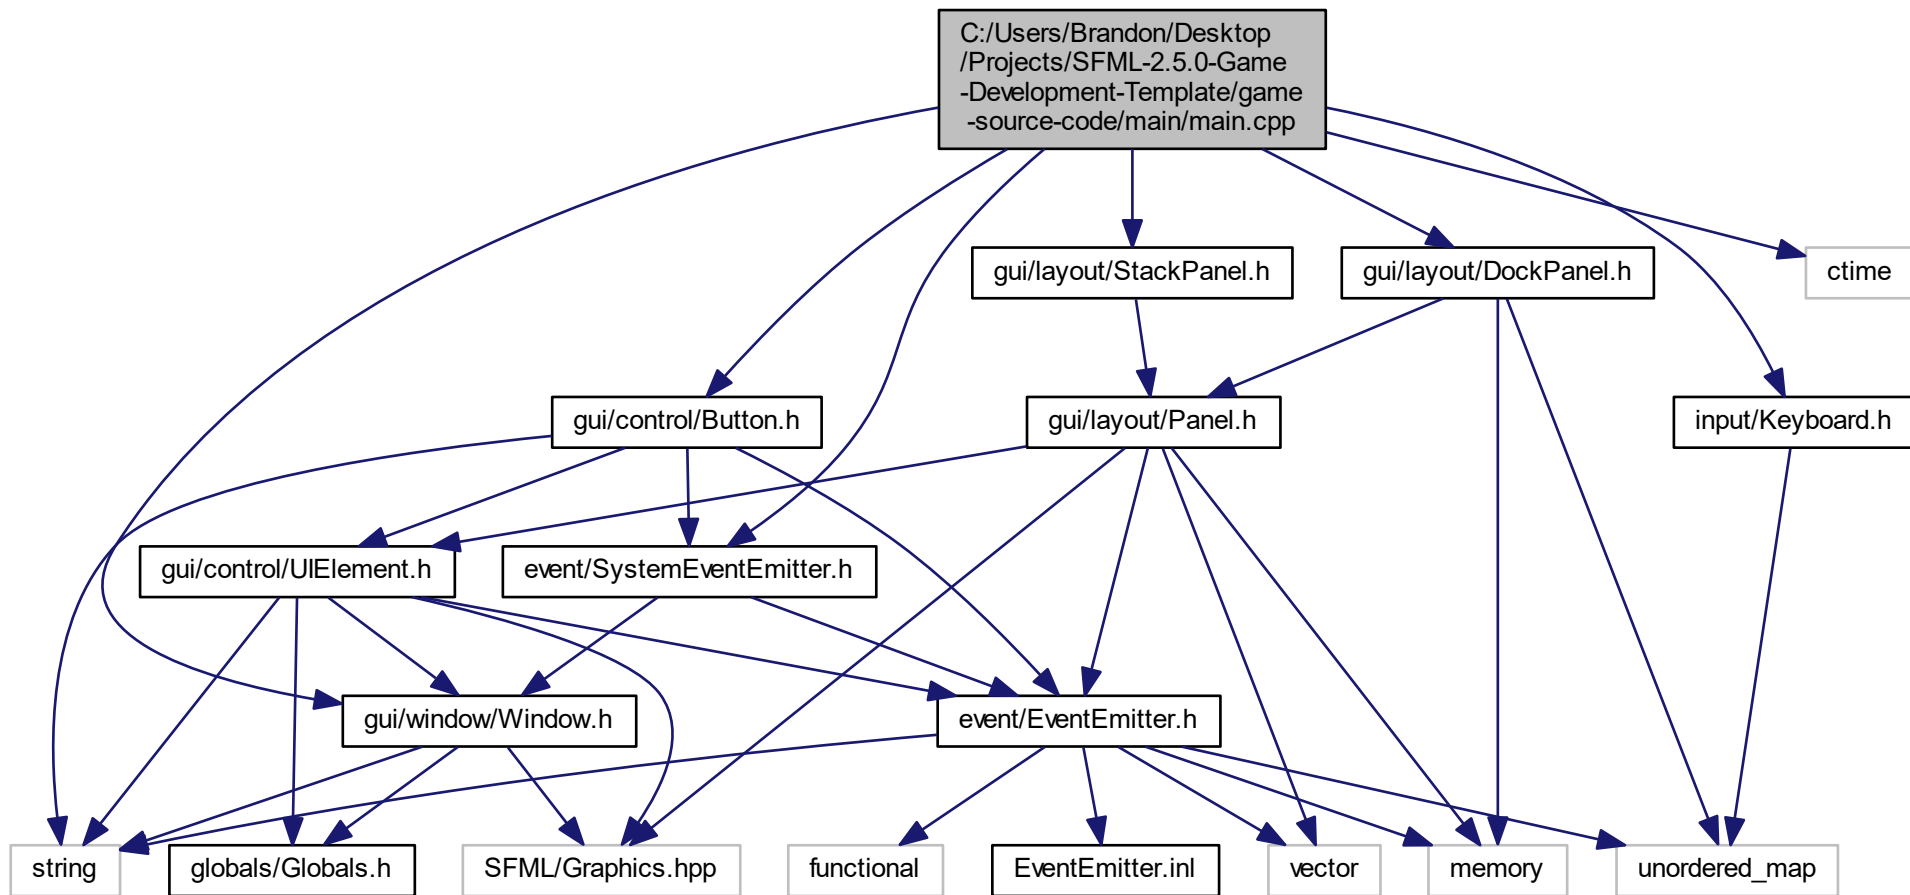 C:/Users/Brandon/Desktop
/Projects/SFML-2.5.0-Game
-Development-Template/game
-source-code/main/main.cpp
gui/layout/StackPanel.h
gui/layout/DockPanel.h
ctime
gui/control/Button.h
gui/layout/Panel.h
input/Keyboard.h
gui/control/UIElement.h
event/SystemEventEmitter.h
gui/window/Window.h
event/EventEmitter.h
string
globals/Globals.h
SFML/Graphics.hpp
functional
EventEmitter.inl
vector
memory
unordered_map